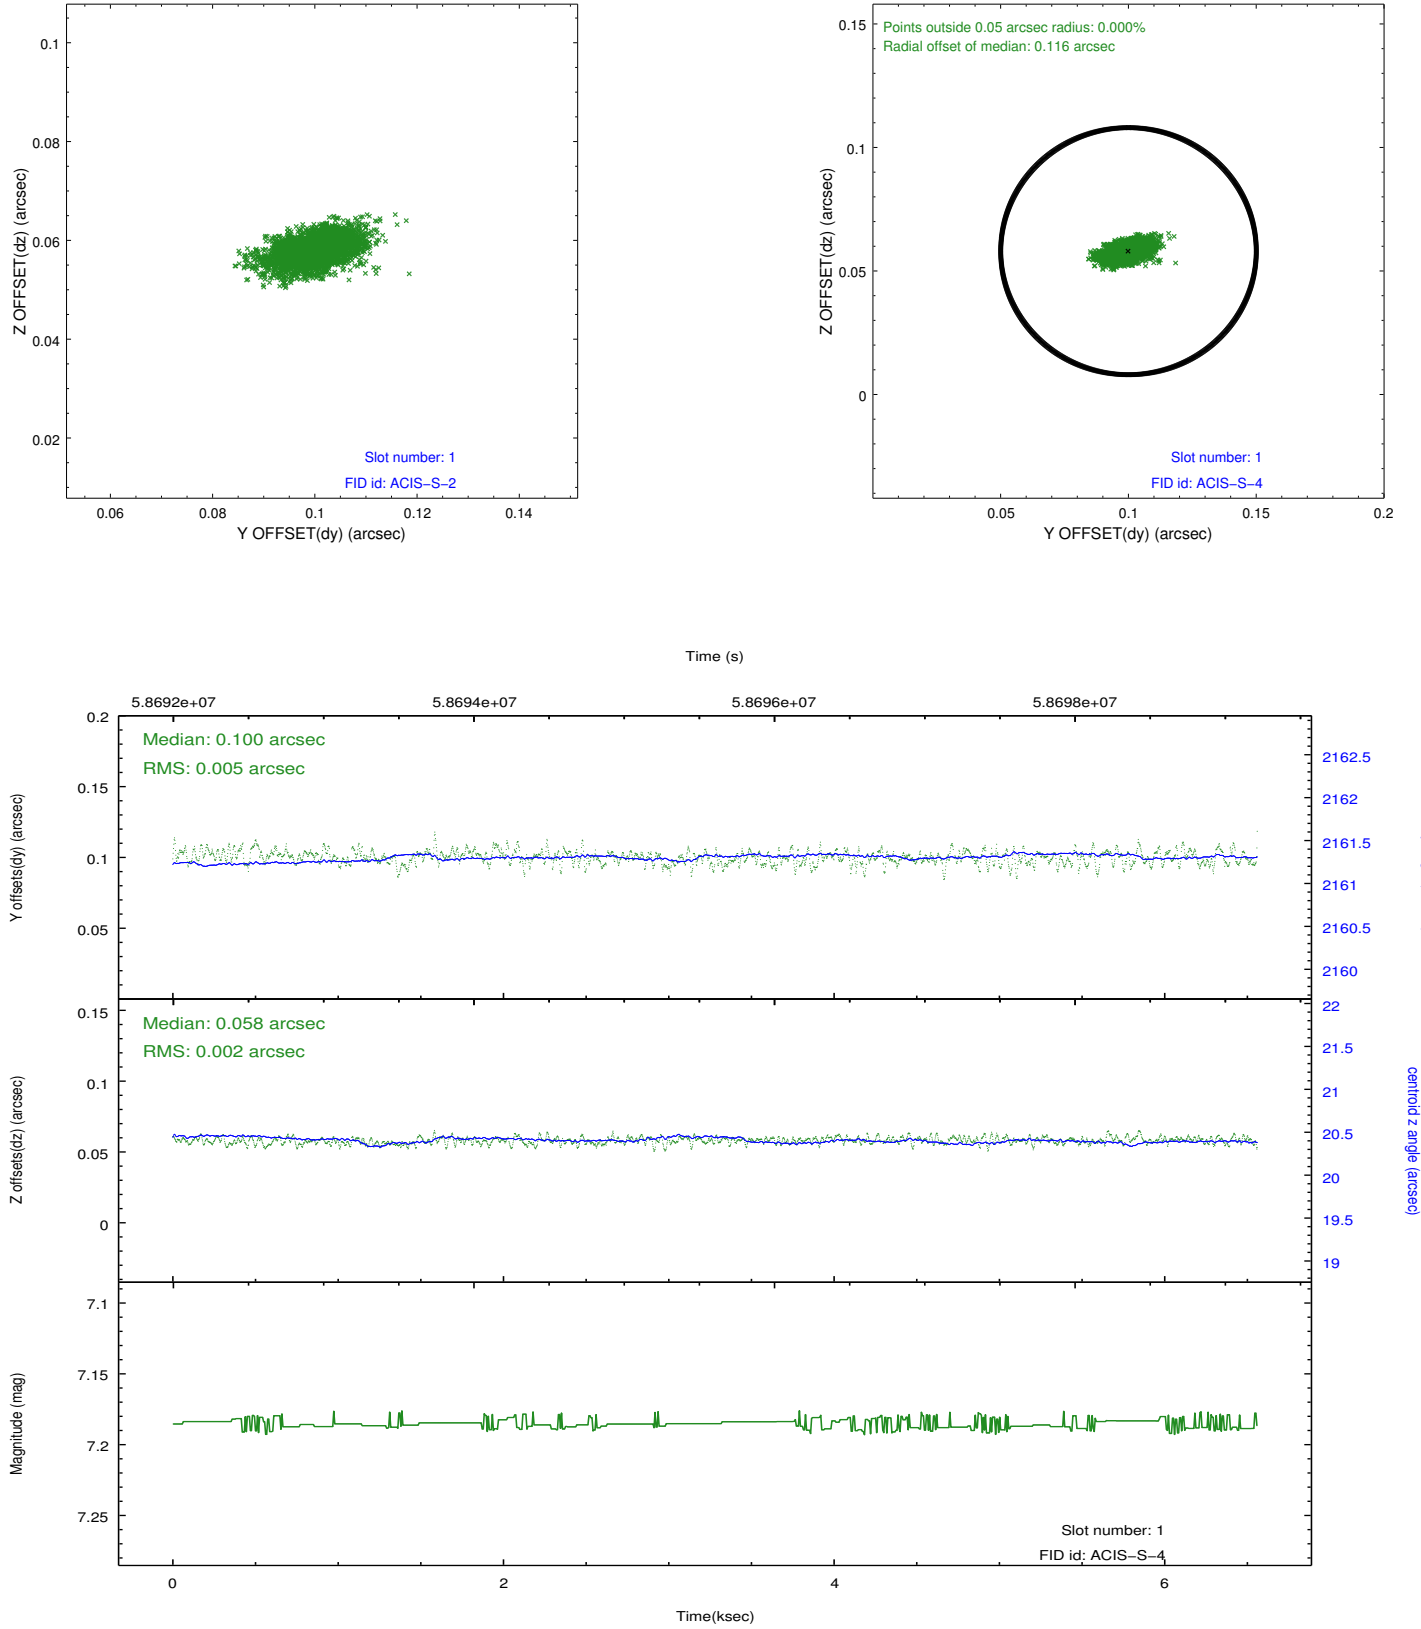 0.1
0.08
0.06
0.04
0.02
Z OFFSET(dz) (arcsec)
Slot number: 1
FID id: ACIS−S−2
0.06
0.08
0.1
0.12
0.14
Y OFFSET(dy) (arcsec)
Points outside 0.05 arcsec radius: 0.000%
Radial offset of median: 0.116 arcsec
0.15
0.1
0.05
0
Z OFFSET(dz) (arcsec)
Slot number: 1
FID id: ACIS−S−4
0.05
0.1
0.15
0.2
Y OFFSET(dy) (arcsec)
Time (s)
5.8692e+07
5.8694e+07
5.8696e+07
5.8698e+07
Median: 0.100 arcsec
RMS: 0.005 arcsec
0.2
0.15
0.1
0.05
Y offsets(dy) (arcsec)
2162.5
2162
2161.5
2161
2160.5
2160
Median: 0.058 arcsec
RMS: 0.002 arcsec
0.15
0.1
0.05
0
Z offsets(dz) (arcsec)
22
21.5
21
20.5
20
19.5
19
centroid z angle (arcsec)
7.1
7.15
7.2
7.25
Magnitude (mag)
Slot number: 1
FID id: ACIS−S−4
0
2
4
6
Time(ksec)